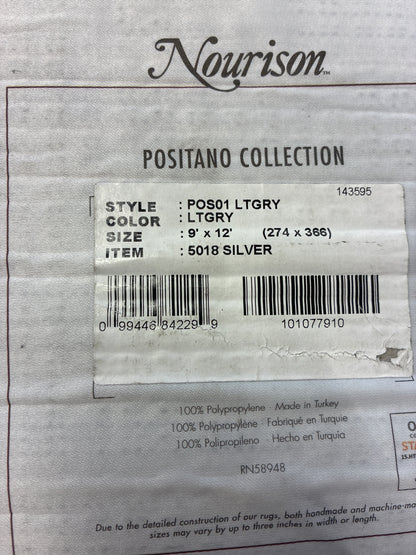 Nourison™
POSITANO COLLECTION
143595
STYLE : POS01 LTGRY
COLOR : LTGRY
SIZE : 9' x 12' (274 x 366)
ITEM : 5018 SILVER
0 99446 84229 9
101077910
100% Polypropylene · Made in Turkey
100% Polypropylène · Fabriqué en Turquie
100% Polipropileno · Hecho en Turquía
RN58948
Due to the detailed construction of our rugs, both handmade and machine-ma
sizes may vary by up to three inches in width or length.